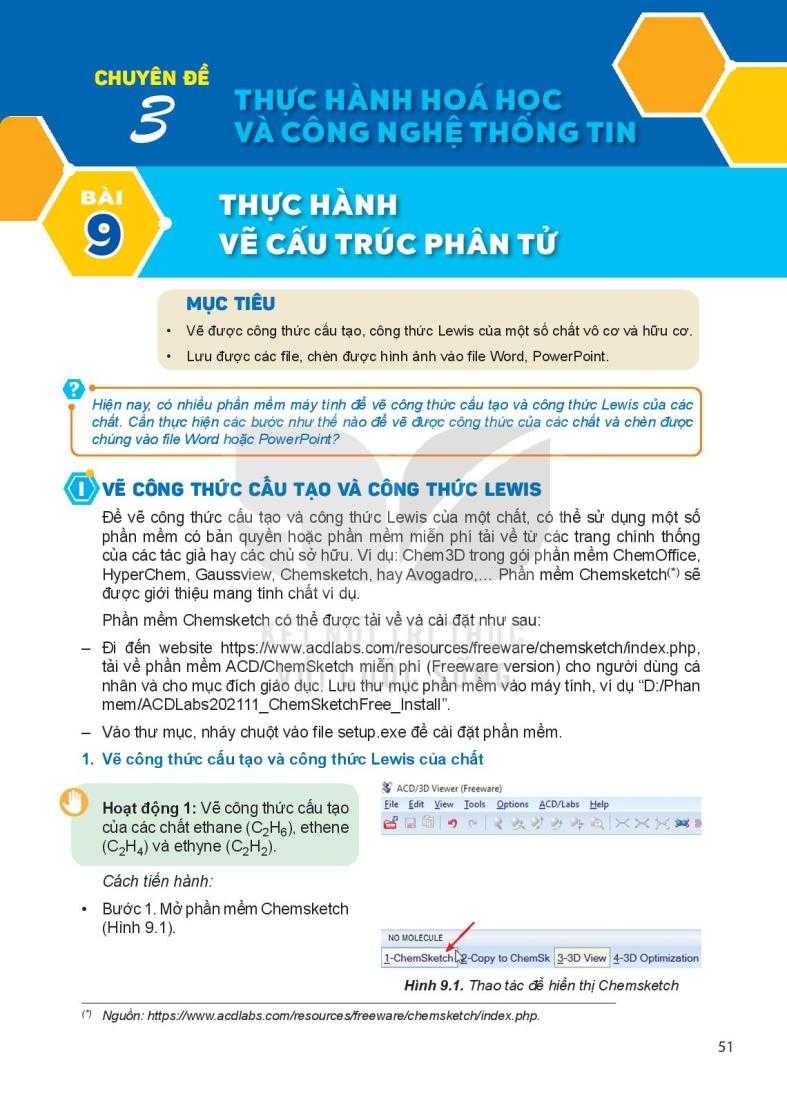 CHUYÊN ĐỀ
3
THỰC HÀNH HOÁ HỌC
VÀ CÔNG NGHỆ THÔNG TIN
BÀI
9
THỰC HÀNH
VẼ CẤU TRÚC PHÂN TỬ
MỤC TIÊU
• Vẽ được công thức cấu tạo, công thức Lewis của một số chất vô cơ và hữu cơ.
• Lưu được các file, chèn được hình ảnh vào file Word, PowerPoint.
?
Hiện nay, có nhiều phần mềm máy tính để vẽ công thức cấu tạo và công thức Lewis của các
chất. Cần thực hiện các bước như thế nào để vẽ được công thức của các chất và chèn được
chúng vào file Word hoặc PowerPoint?
I VẼ CÔNG THỨC CẤU TẠO VÀ CÔNG THỨC LEWIS
Để vẽ công thức cấu tạo và công thức Lewis của một chất, có thể sử dụng một số
phần mềm có bản quyền hoặc phần mềm miễn phí tải về từ các trang chính thống
của các tác giả hay các chủ sở hữu. Ví dụ: Chem3D trong gói phần mềm ChemOffice,
HyperChem, Gaussview, Chemsketch, hay Avogadro,… Phần mềm Chemsketch(*) sẽ
được giới thiệu mang tính chất ví dụ.
Phần mềm Chemsketch có thể được tải về và cài đặt như sau:
KẾT NỐI TRI THỨC
– Đi đến website https://www.acdlabs.com/resources/freeware/chemsketch/index.php,
tải về phần mềm ACD/ChemSketch miễn phí (Freeware version) cho người dùng cá
VỚI CUỘC SỐNG
nhân và cho mục đích giáo dục. Lưu thư mục phần mềm vào máy tính, ví dụ “D:/Phan
mem/ACDLabs202111_ChemSketchFree_Install”.
– Vào thư mục, nháy chuột vào file setup.exe để cài đặt phần mềm.
1. Vẽ công thức cấu tạo và công thức Lewis của chất
Hoạt động 1: Vẽ công thức cấu tạo
của các chất ethane (C2H6), ethene
(C2H4) và ethyne (C2H2).
Cách tiến hành:
• Bước 1. Mở phần mềm Chemsketch
(Hình 9.1).
ACD/3D Viewer (Freeware)
File Edit View Tools Options ACD/Labs Help
NO MOLECULE
1-ChemSketch 2-Copy to ChemSk 3-3D View 4-3D Optimization
Hình 9.1. Thao tác để hiển thị Chemsketch
(*) Nguồn: https://www.acdlabs.com/resources/freeware/chemsketch/index.php.
51